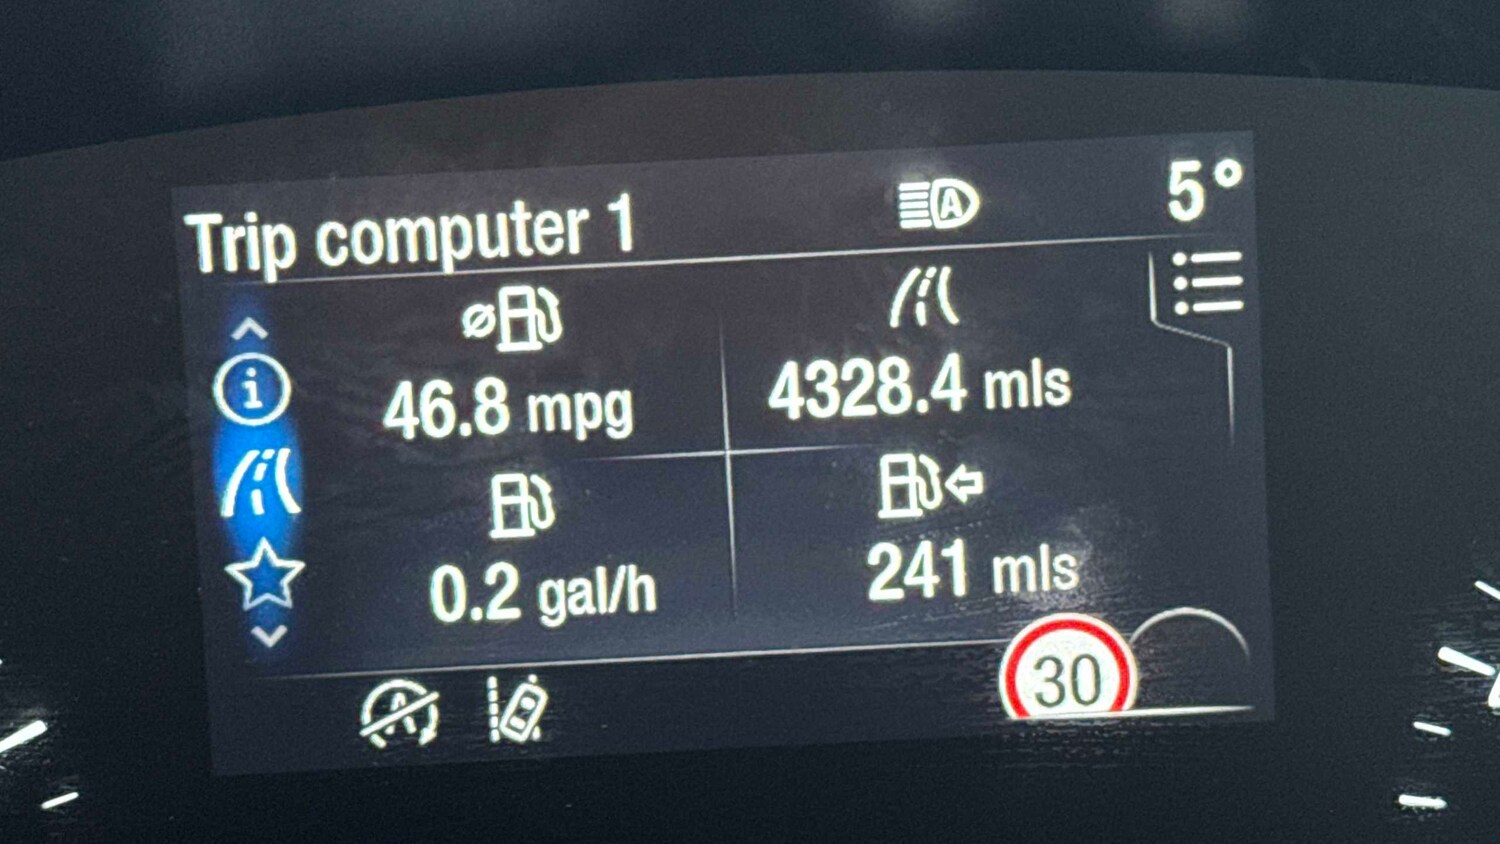 Trip computer 1
5°
46.8 mpg
4328.4 mls
0.2 gal/h
241 mls
30